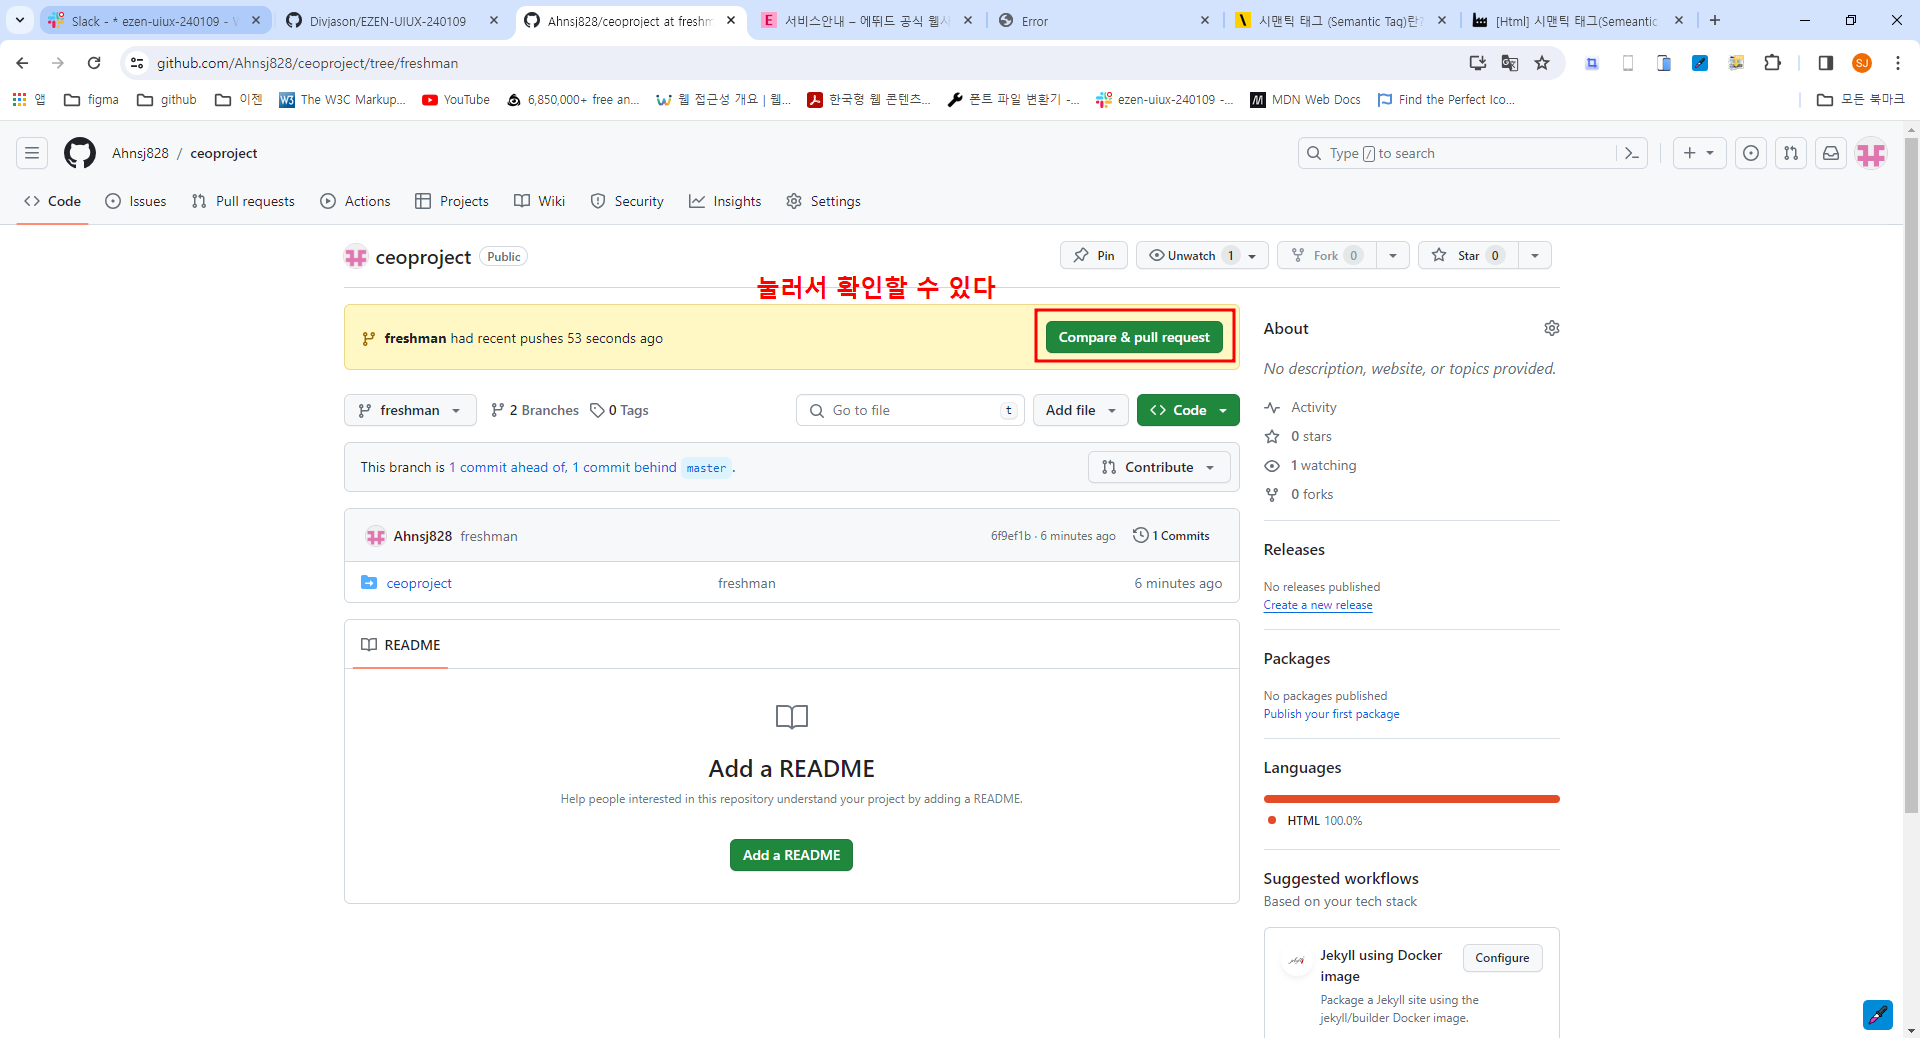 Slack - * ezen-uiux-240109 -
Divjason/EZEN-UIUX-240109
Ahnsj828/ceoproject at freshm
서비스안내 – 에뛰드 공식 웹사
Error
시맨틱 태그 (Semantic Tag)란?
[Html] 시맨틱 태그(Semeantic
github.com/Ahnsj828/ceoproject/tree/freshman
SJ
앱
figma
github
이젠
The W3C Markup...
YouTube
6,850,000+ free an...
웹 접근성 개요 | 웹...
한국형 웹 콘텐츠...
폰트 파일 변환기 -...
ezen-uiux-240109 -...
MDN Web Docs
Find the Perfect Ico...
모든 북마크
Ahnsj828 / ceoproject
Type / to search
Code
Issues
Pull requests
Actions
Projects
Wiki
Security
Insights
Settings
ceoproject Public
Pin
Unwatch 1
Fork 0
Star 0
눌러서 확인할 수 있다
freshman had recent pushes 53 seconds ago
Compare & pull request
freshman
2 Branches
0 Tags
Go to file t
Add file
Code
This branch is 1 commit ahead of, 1 commit behind master .
Contribute
Ahnsj828 freshman
6f9ef1b · 6 minutes ago
1 Commits
ceoproject
freshman
6 minutes ago
README
Add a README
Help people interested in this repository understand your project by adding a README.
Add a README
About
No description, website, or topics provided.
Activity
0 stars
1 watching
0 forks
Releases
No releases published
Create a new release
Packages
No packages published
Publish your first package
Languages
HTML 100.0%
Suggested workflows
Based on your tech stack
Jekyll using Docker
image
Configure
Package a Jekyll site using the
jekyll/builder Docker image.